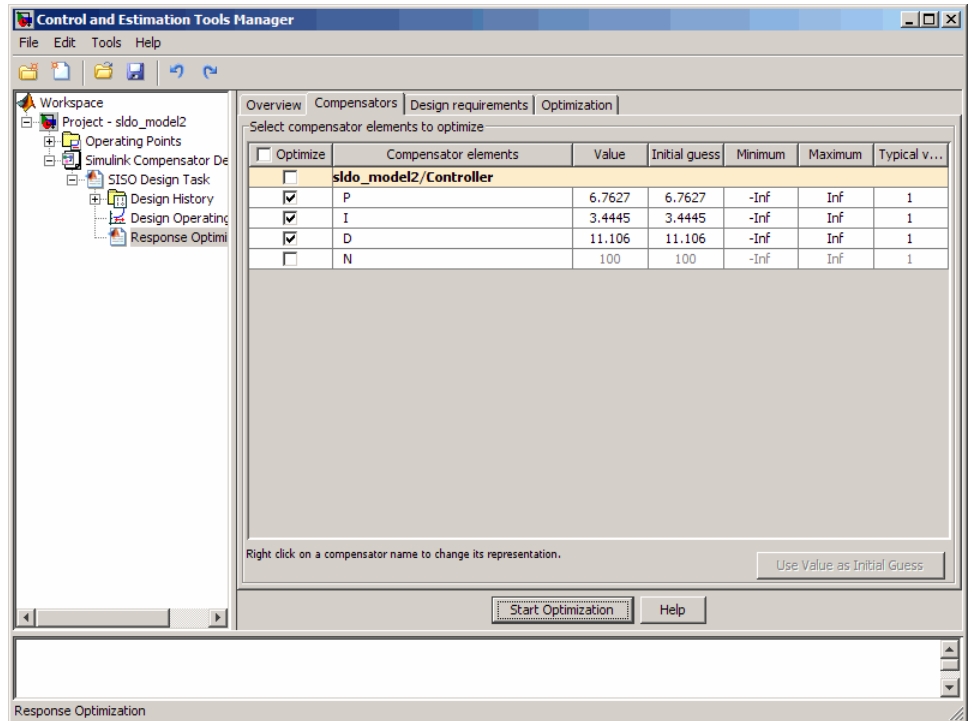 Control and Estimation Tools Manager
File Edit Tools Help
Workspace
Project - sldo_model2
Operating Points
Simulink Compensator De
SISO Design Task
Design History
Design Operating
Response Optimi
Overview Compensators Design requirements Optimization
Select compensator elements to optimize
Optimize Compensator elements Value Initial guess Minimum Maximum Typical v...
sldo_model2/Controller
P 6.7627 6.7627 -Inf Inf 1
I 3.4445 3.4445 -Inf Inf 1
D 11.106 11.106 -Inf Inf 1
N 100 100 -Inf Inf 1
Right click on a compensator name to change its representation.
Use Value as Initial Guess
Start Optimization Help
Response Optimization